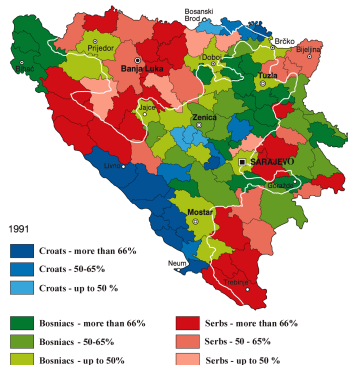 Bosanski
Brod
Brčko
Prijedor
Bijeljina
Bihać
Banja Luka
Doboj
Tuzla
Jajce
Zenica
SARAJEVO
Livno
Goražde
Mostar
1991
Croats - more than 66%
Croats - 50-65%
Neum
Croats - up to 50 %
Trebinje
Bosniacs - more than 66%
Serbs - more than 66%
Bosniacs - 50-65%
Serbs - 50 - 65%
Bosniacs - up to 50%
Serbs - up to 50 %